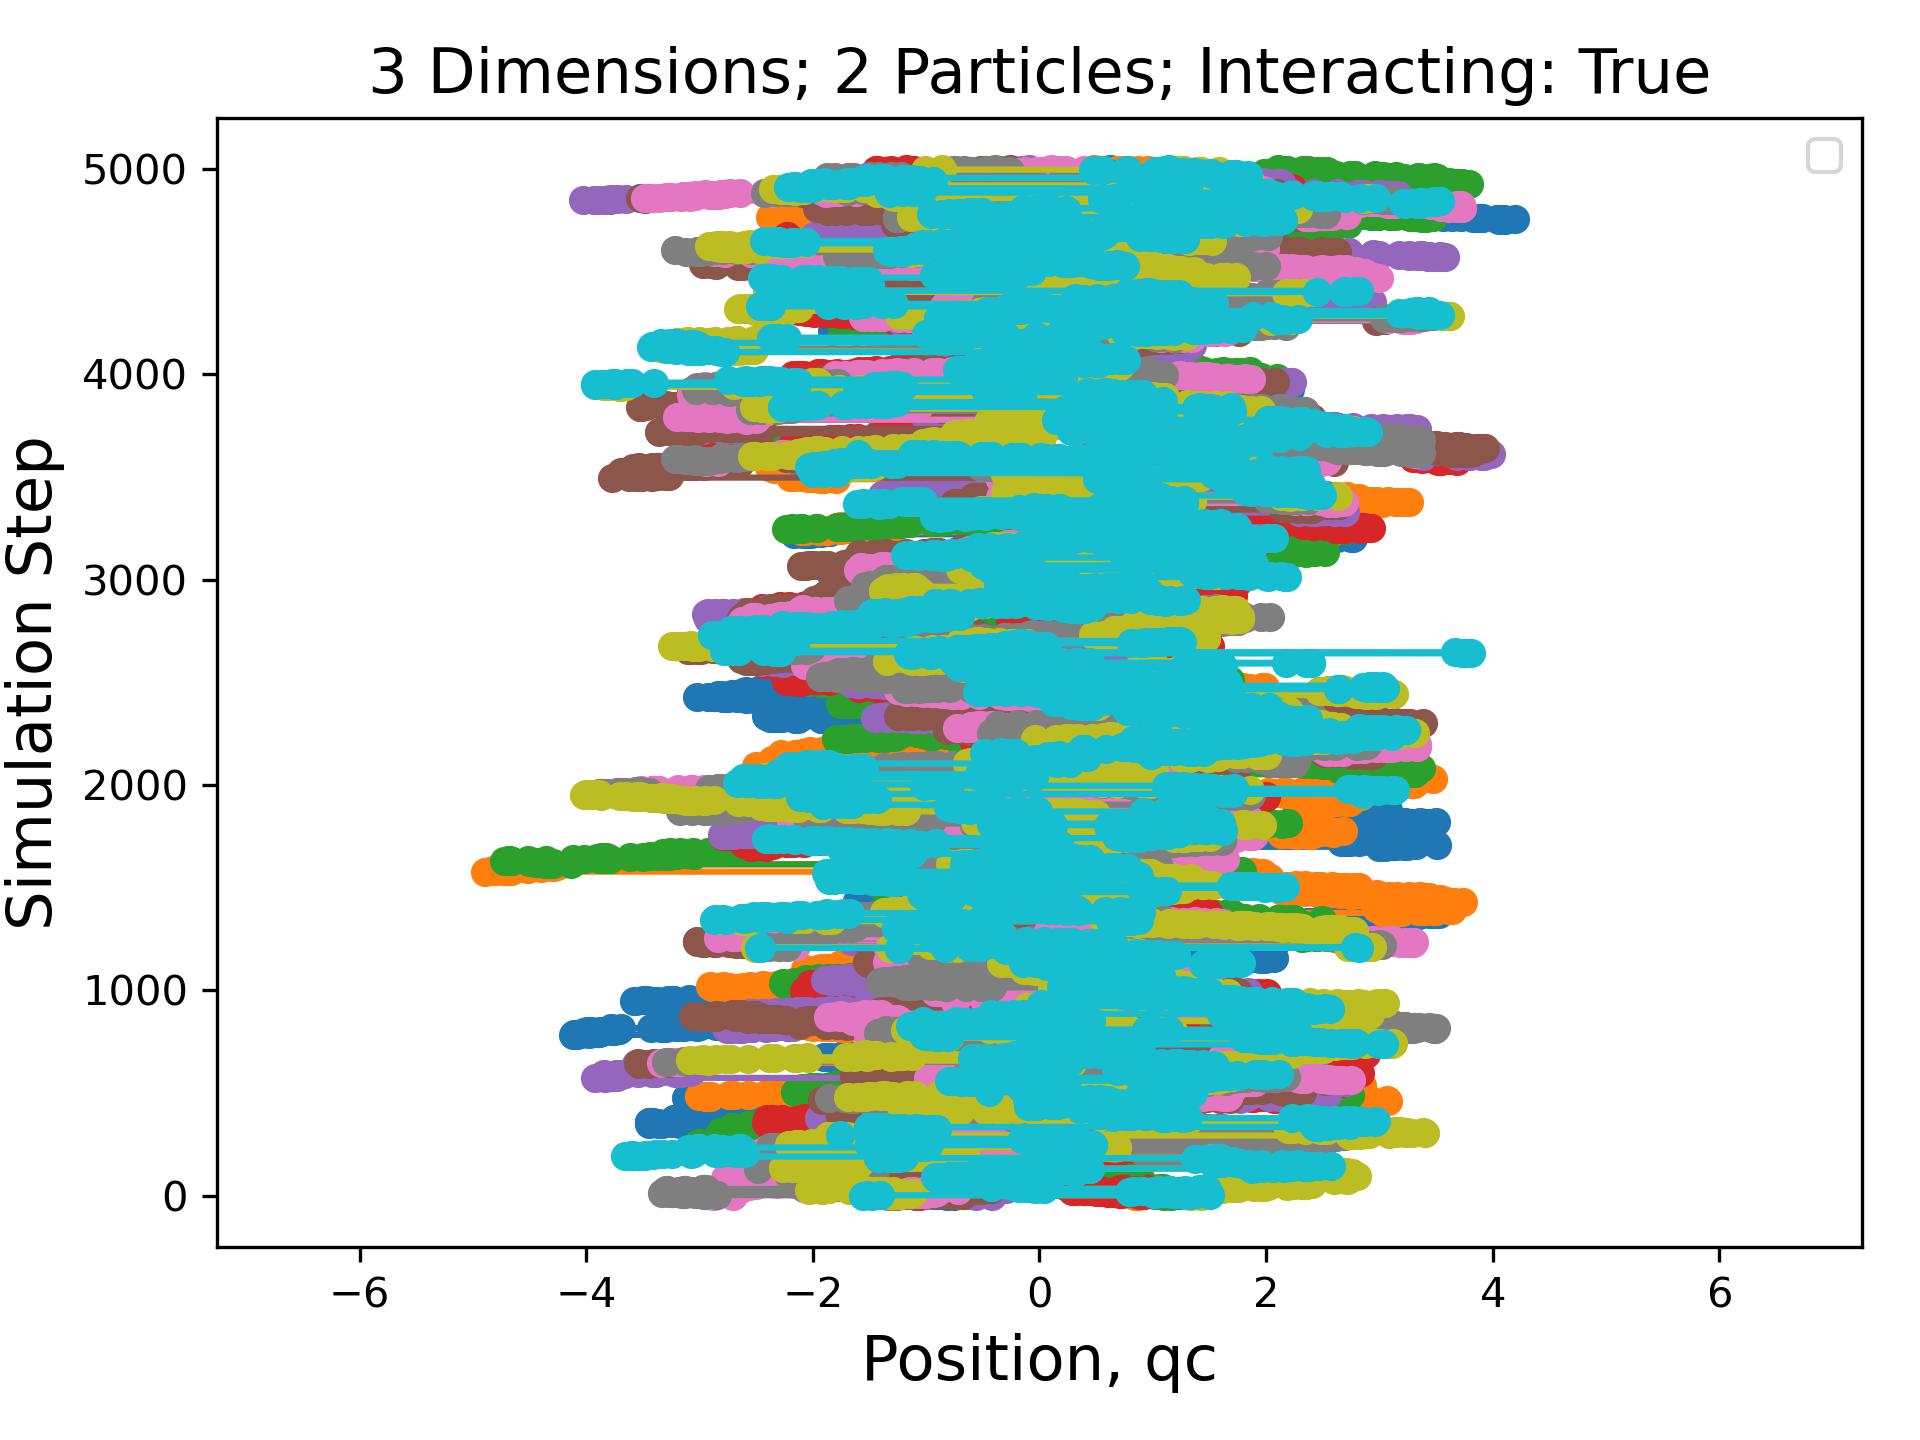 3 Dimensions; 2 Particles; Interacting: True
Simulation Step
5000
4000
3000
2000
1000
0
−6 −4 −2 0 2 4 6
Position, qc